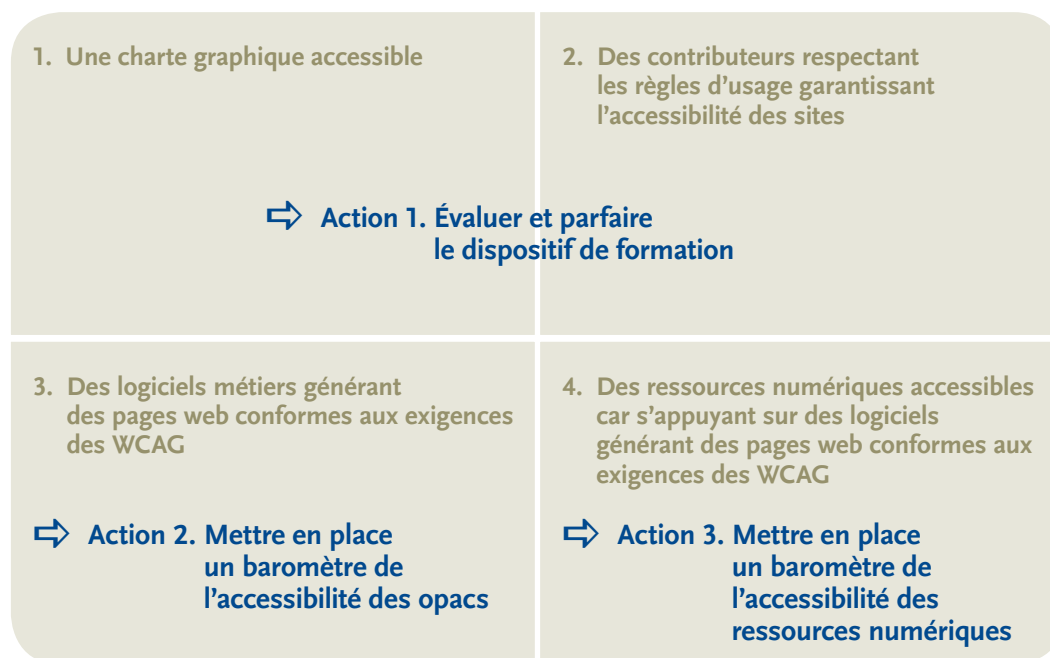 1. Une charte graphique accessible
2. Des contributeurs respectant
les règles d’usage garantissant
l’accessibilité des sites
⇨ Action 1. Évaluer et parfaire
le dispositif de formation
3. Des logiciels métiers générant
des pages web conformes aux exigences
des WCAG
⇨ Action 2. Mettre en place
un baromètre de
l’accessibilité des opacs
4. Des ressources numériques accessibles
car s’appuyant sur des logiciels
générant des pages web conformes aux
exigences des WCAG
⇨ Action 3. Mettre en place
un baromètre de
l’accessibilité des
ressources numériques